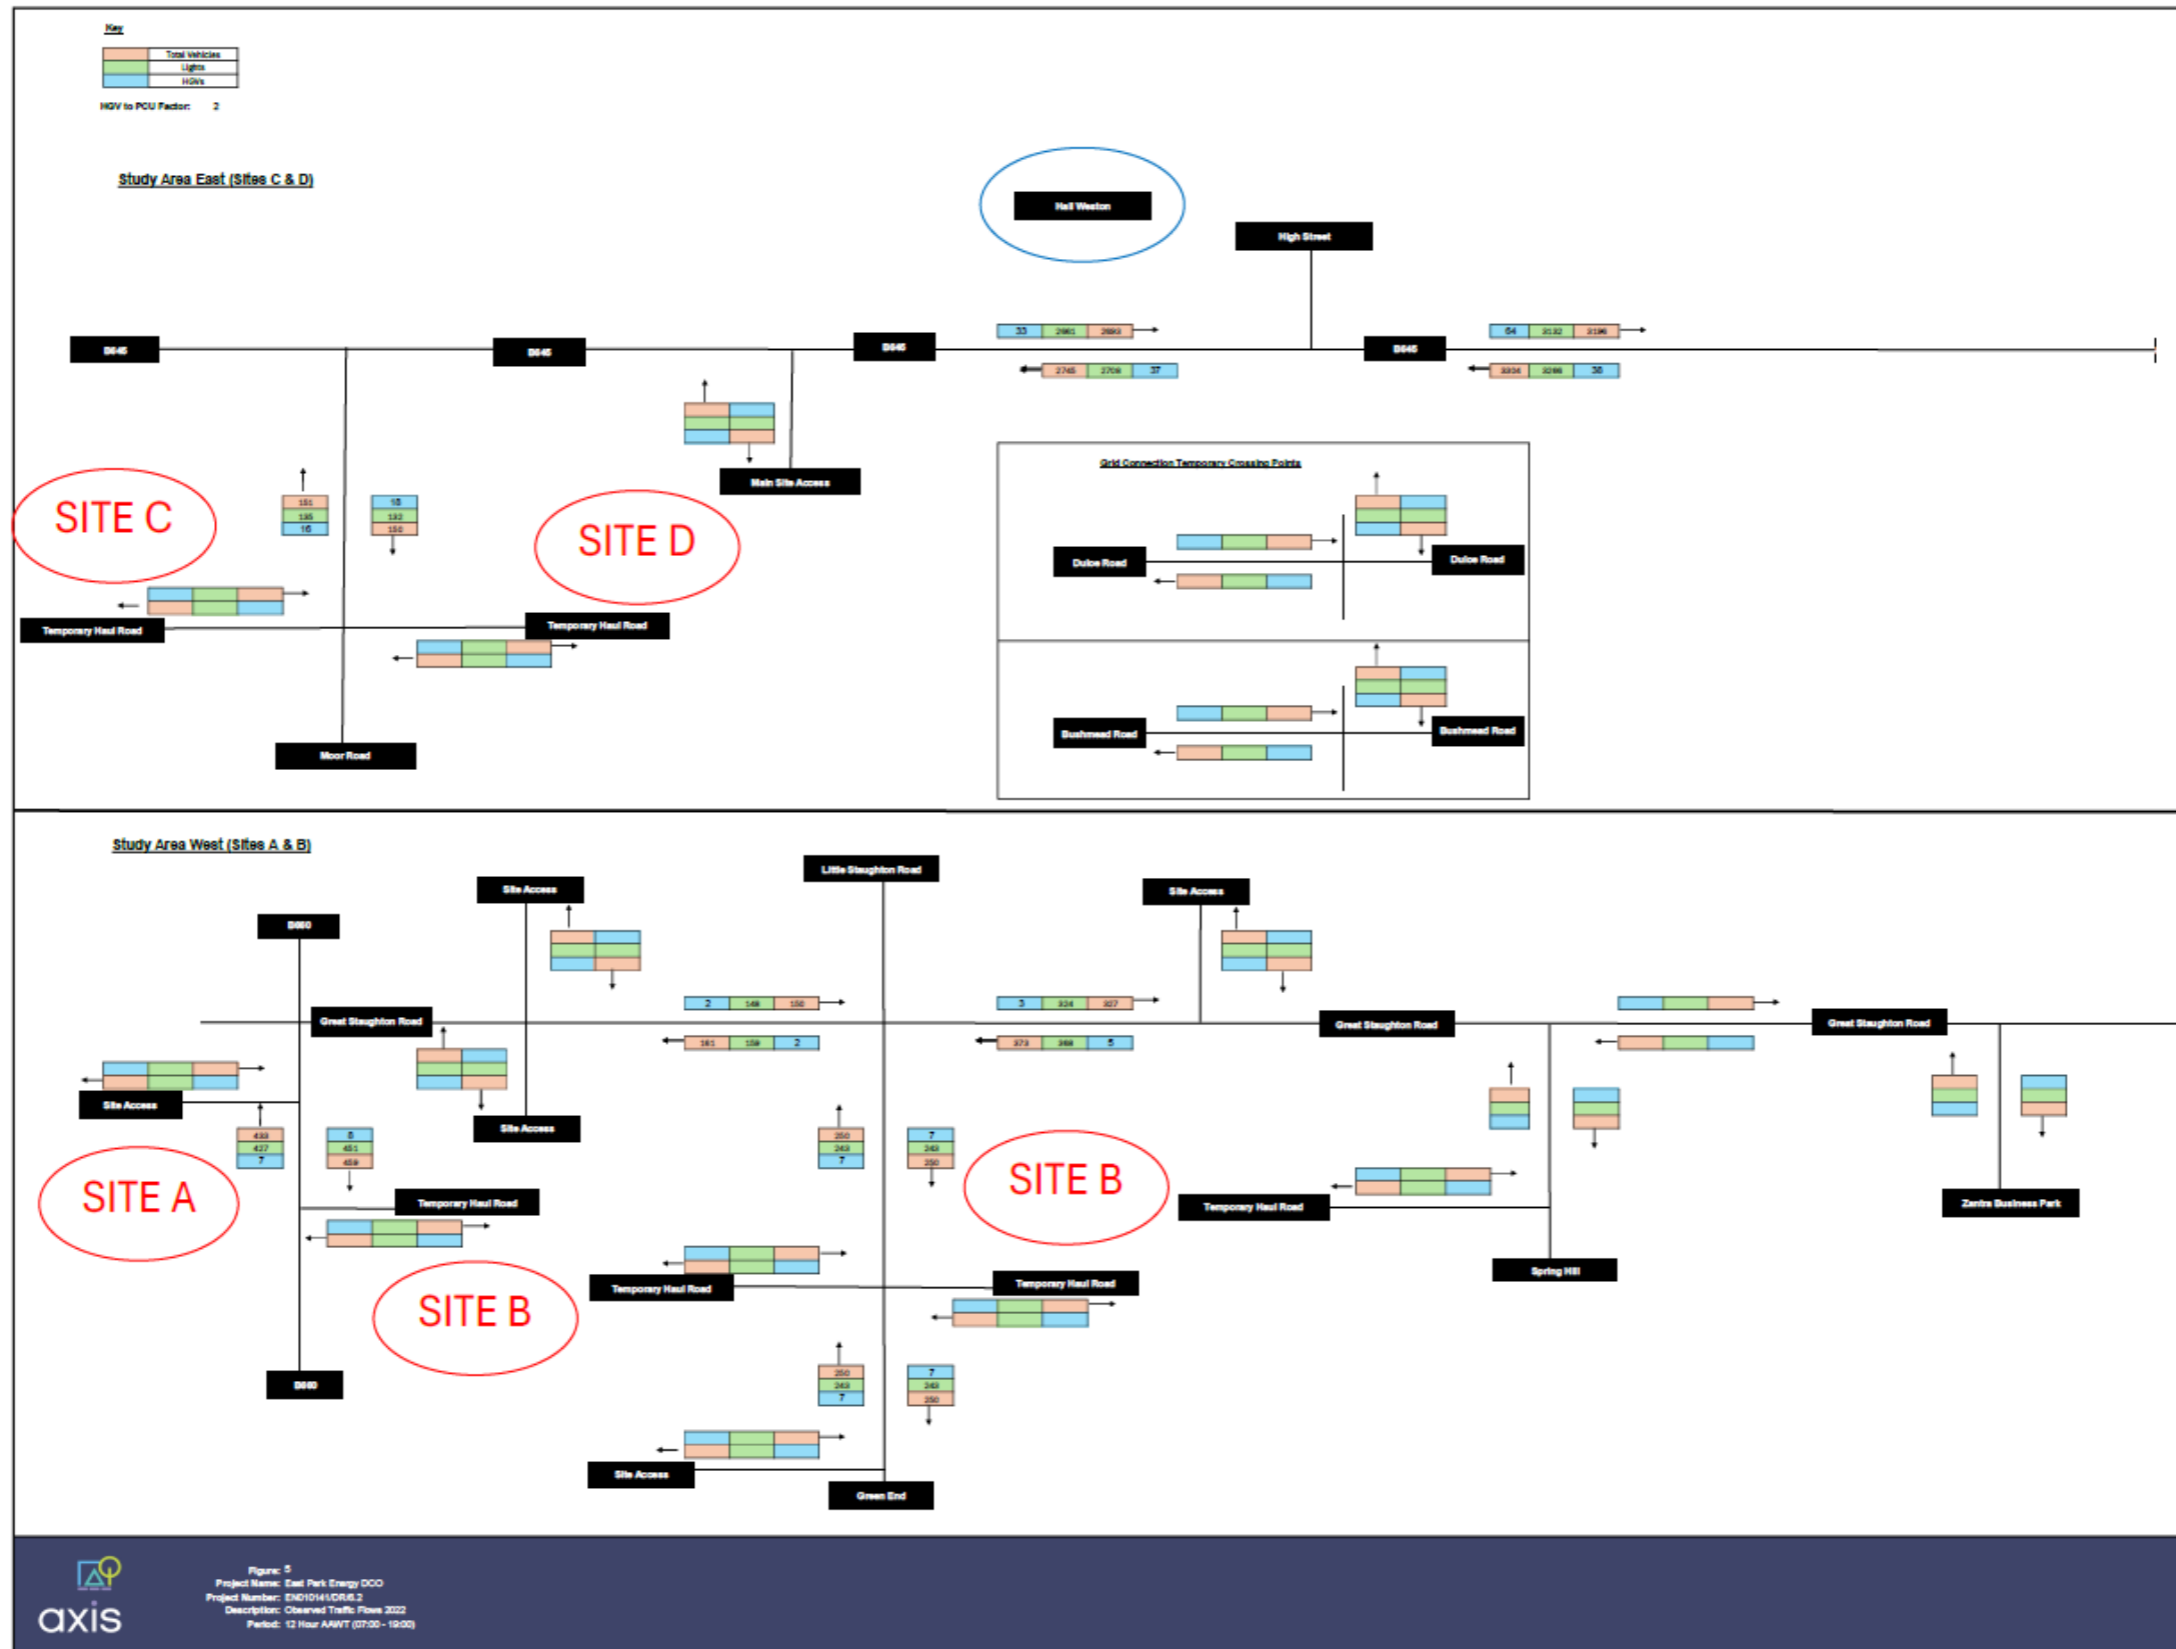 Key
Total Vehicles
Lights
HGVs
HGV to PCU Factor: 2
Study Area East (Sites C & D)
Hail Weston
High Street
33 2693
64 3132 3196
B645
B645
B645
B645
2745 2708 37
3304 3266 38
Main Site Access
Grid Connection Temporary Crossing Points
SITE C
151
135
16
18
132
150
SITE D
Duloe Road
Duloe Road
Temporary Haul Road
Temporary Haul Road
Bushmead Road
Bushmead Road
Moor Road
Study Area West (Sites A & B)
Little Staughton Road
Site Access
Site Access
B660
2 148 150
3 324 327
Great Staughton Road
Great Staughton Road
Great Staughton Road
161 159 2
373 368 5
Site Access
Site Access
433
427
7
8
451
459
250
243
7
7
243
250
SITE A
SITE B
Temporary Haul Road
Temporary Haul Road
Zentra Business Park
Spring Hill
SITE B
Temporary Haul Road
Temporary Haul Road
B660
250
243
7
7
243
250
Site Access
Green End
axis
Figure: 5
Project Name: East Park Energy DCO
Project Number: EN010141/DR/6.2
Description: Observed Traffic Flows 2022
Period: 12 Hour AAWT (07:00 - 19:00)